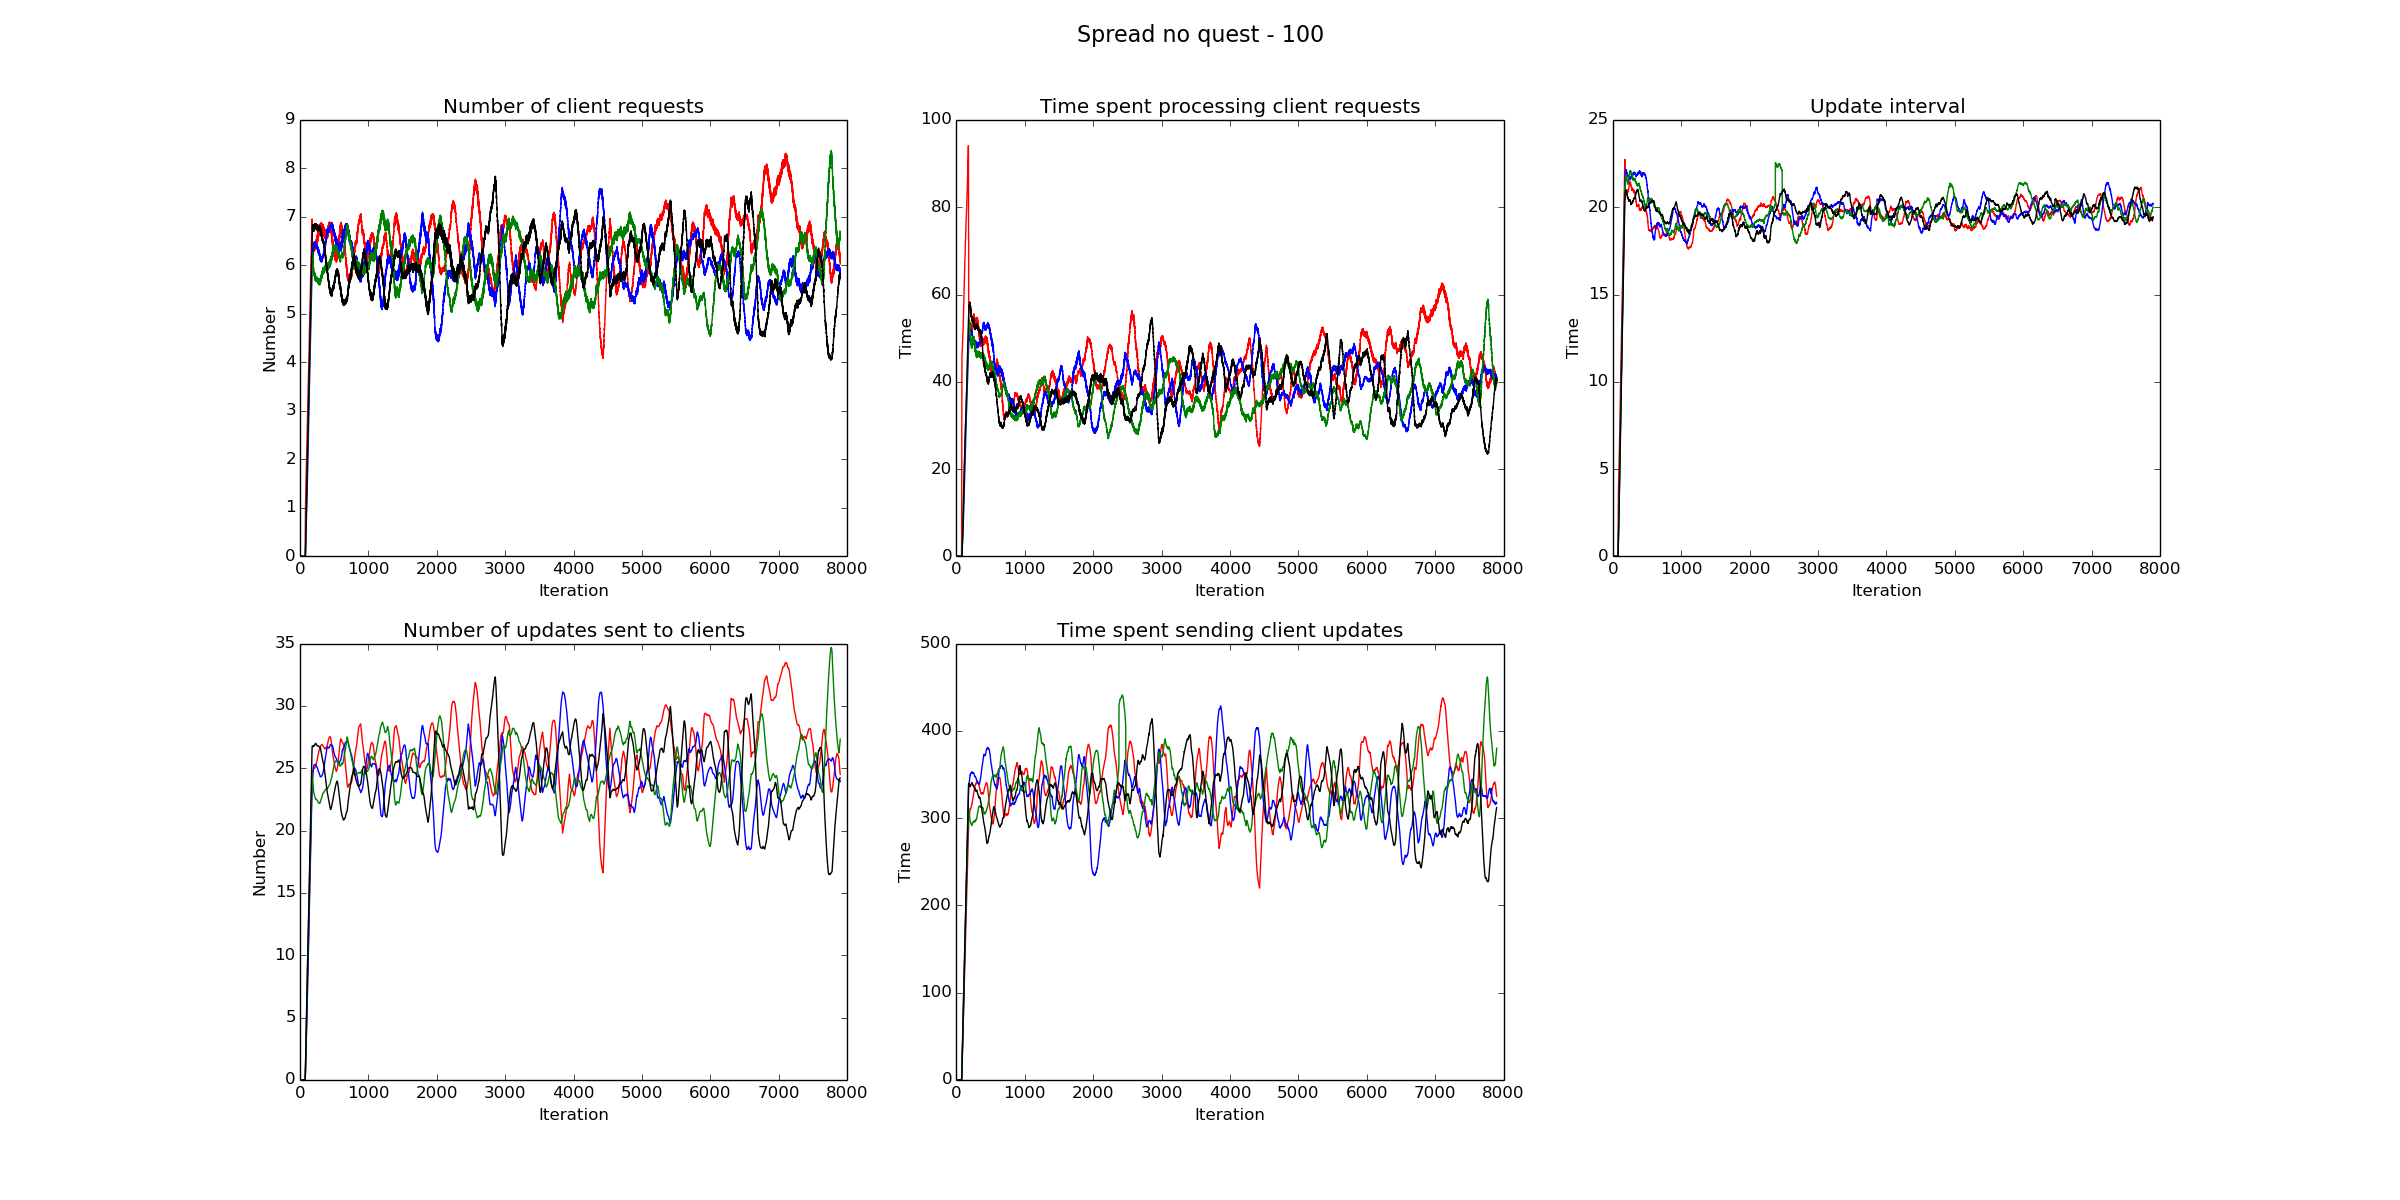 Spread no quest - 100
Number of client requests
9
8
7
6
5
4
3
2
1
0
Number
0 1000 2000 3000 4000 5000 6000 7000 8000
Iteration
Time spent processing client requests
100
80
60
40
20
0
Time
0 1000 2000 3000 4000 5000 6000 7000 8000
Iteration
Update interval
25
20
15
10
5
0
Time
0 1000 2000 3000 4000 5000 6000 7000 8000
Iteration
Number of updates sent to clients
35
30
25
20
15
10
5
0
Number
0 1000 2000 3000 4000 5000 6000 7000 8000
Iteration
Time spent sending client updates
500
400
300
200
100
0
Time
0 1000 2000 3000 4000 5000 6000 7000 8000
Iteration